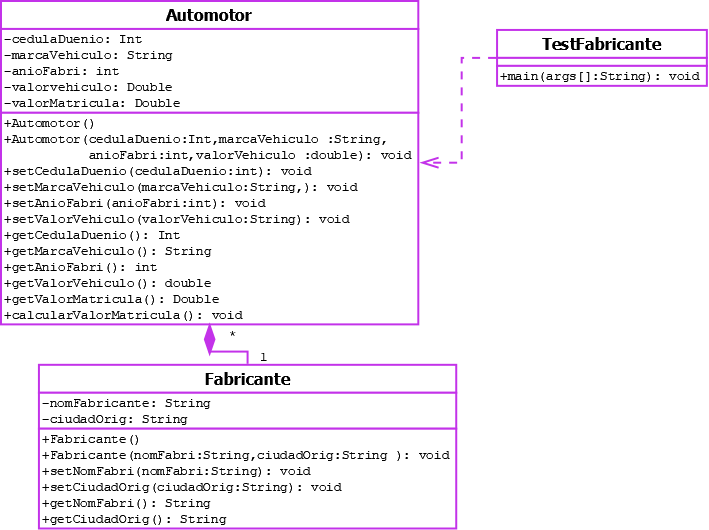 Automotor
-cedulaDuenio: Int
-marcaVehiculo: String
-anioFabri: int
-valorvehiculo: Double
-valorMatricula: Double
+Automotor()
+Automotor(cedulaDuenio:Int,marcaVehiculo :String,
anioFabri:int,valorVehiculo :double): void
+setCedulaDuenio(cedulaDuenio:int): void
+setMarcaVehiculo(marcaVehiculo:String,): void
+setAnioFabri(anioFabri:int): void
+setValorVehiculo(valorVehiculo:String): void
+getCedulaDuenio(): Int
+getMarcaVehiculo(): String
+getAnioFabri(): int
+getValorVehiculo(): double
+getValorMatricula(): Double
+calcularValorMatricula(): void
TestFabricante
+main(args[]:String): void
*
1
Fabricante
-nomFabricante: String
-ciudadOrig: String
+Fabricante()
+Fabricante(nomFabri:String,ciudadOrig:String ): void
+setNomFabri(nomFabri:String): void
+setCiudadOrig(ciudadOrig:String): void
+getNomFabri(): String
+getCiudadOrig(): String